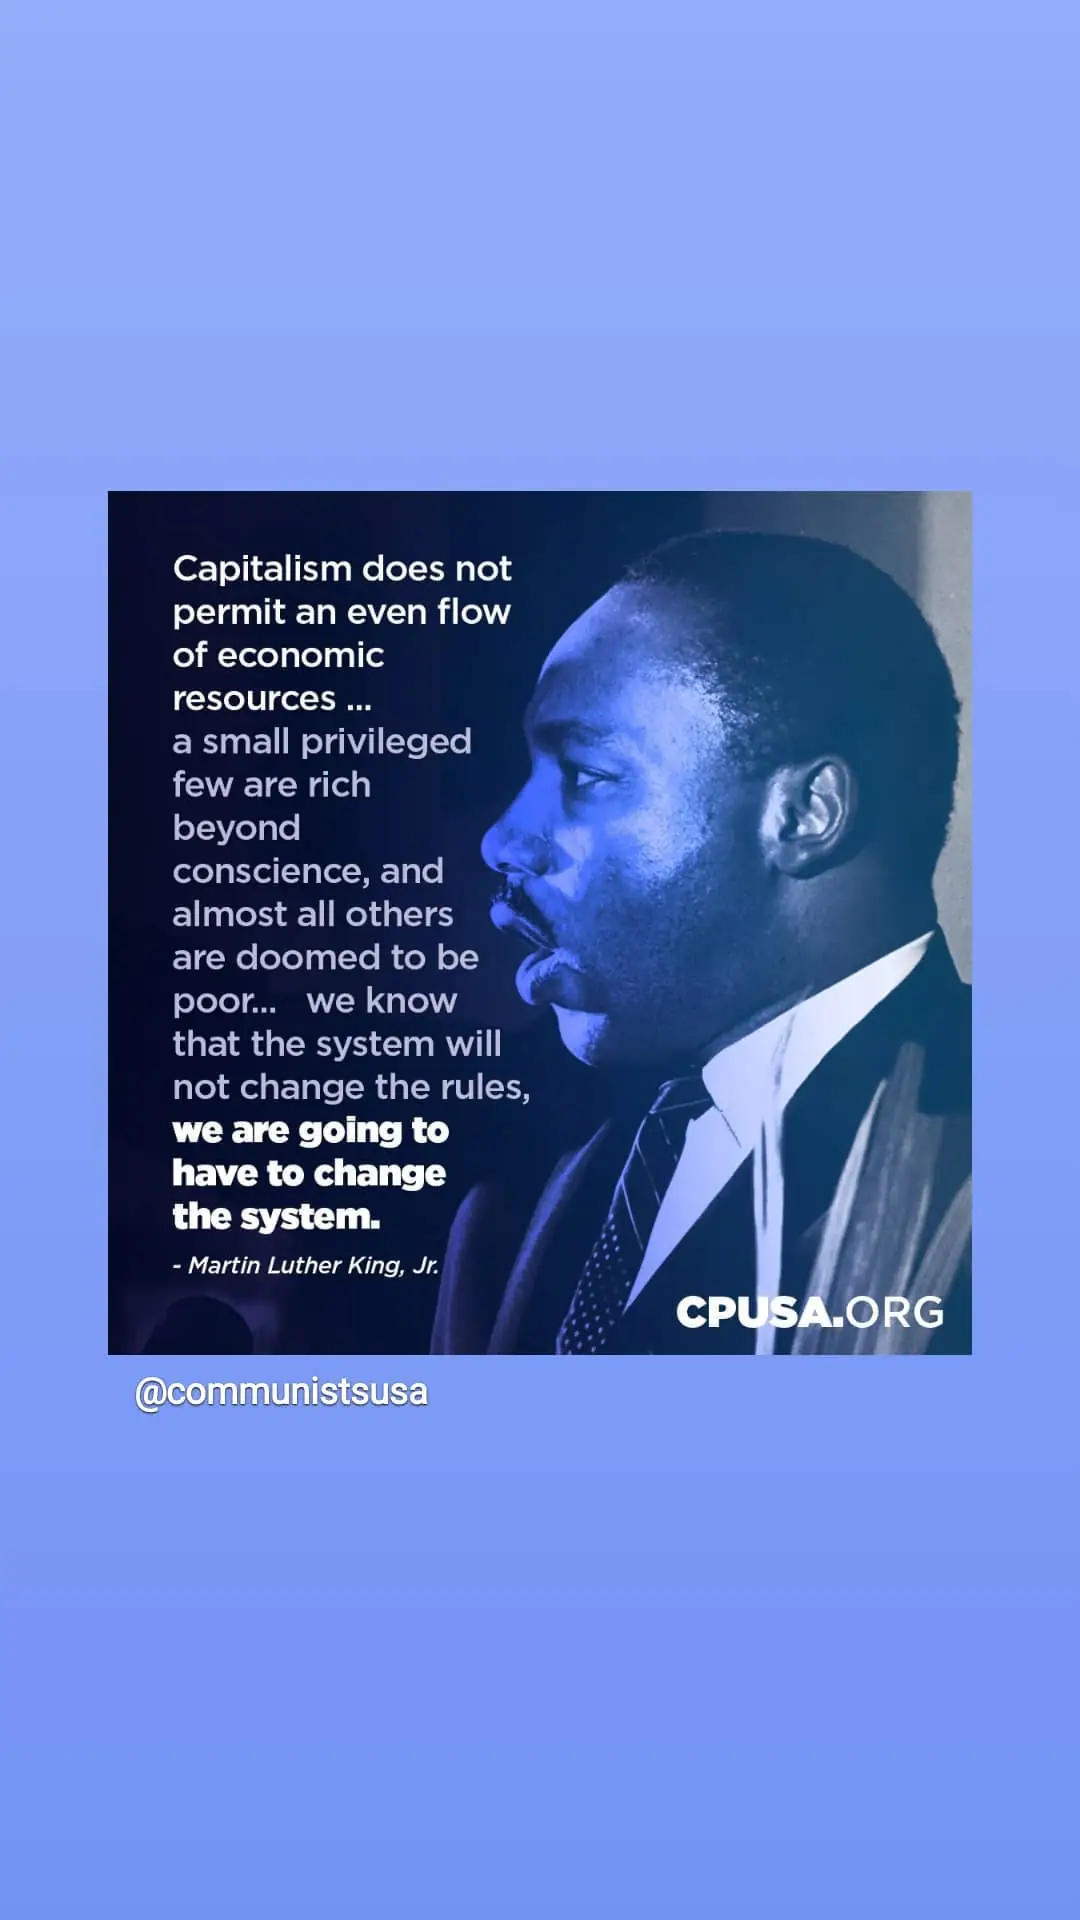 Capitalism does not
permit an even flow
of economic
resources ...
a small privileged
few are rich
beyond
conscience, and
almost all others
are doomed to be
poor... we know
that the system will
not change the rules,
we are going to
have to change
the system.
- Martin Luther King, Jr.
CPUSA.ORG
@communistsusa